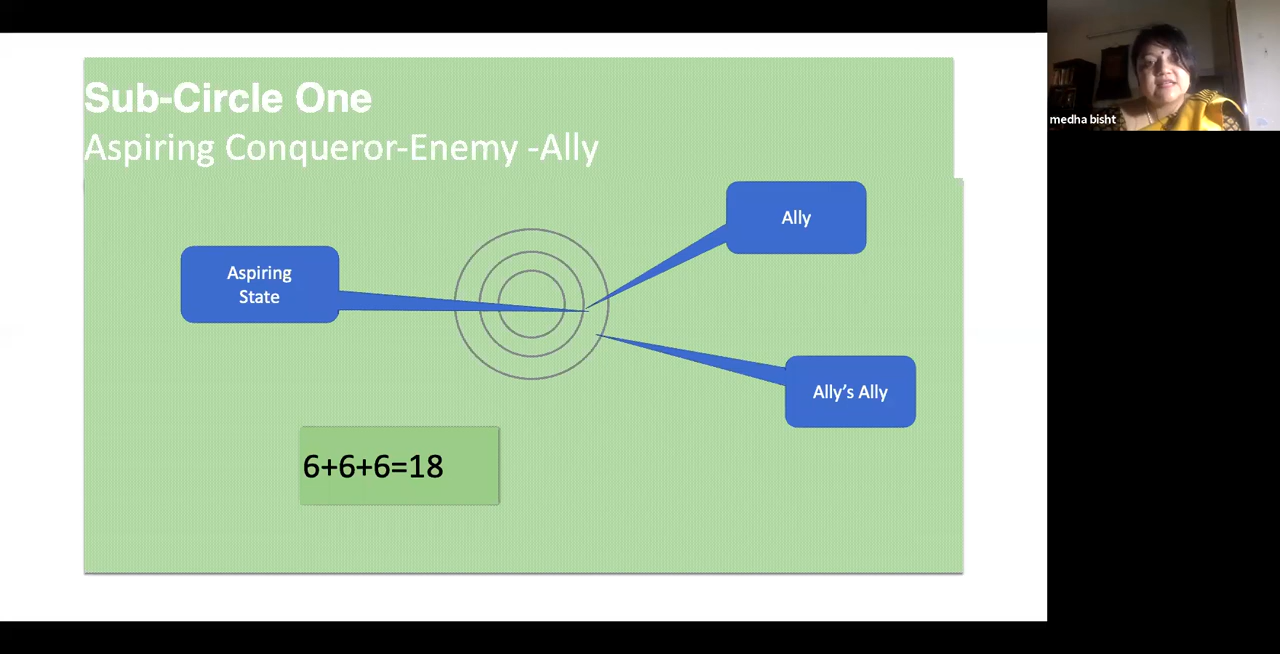 Sub-Circle One
Aspiring Conqueror-Enemy -Ally
Ally
Aspiring
State
Ally's Ally
6+6+6=18
medha bisht